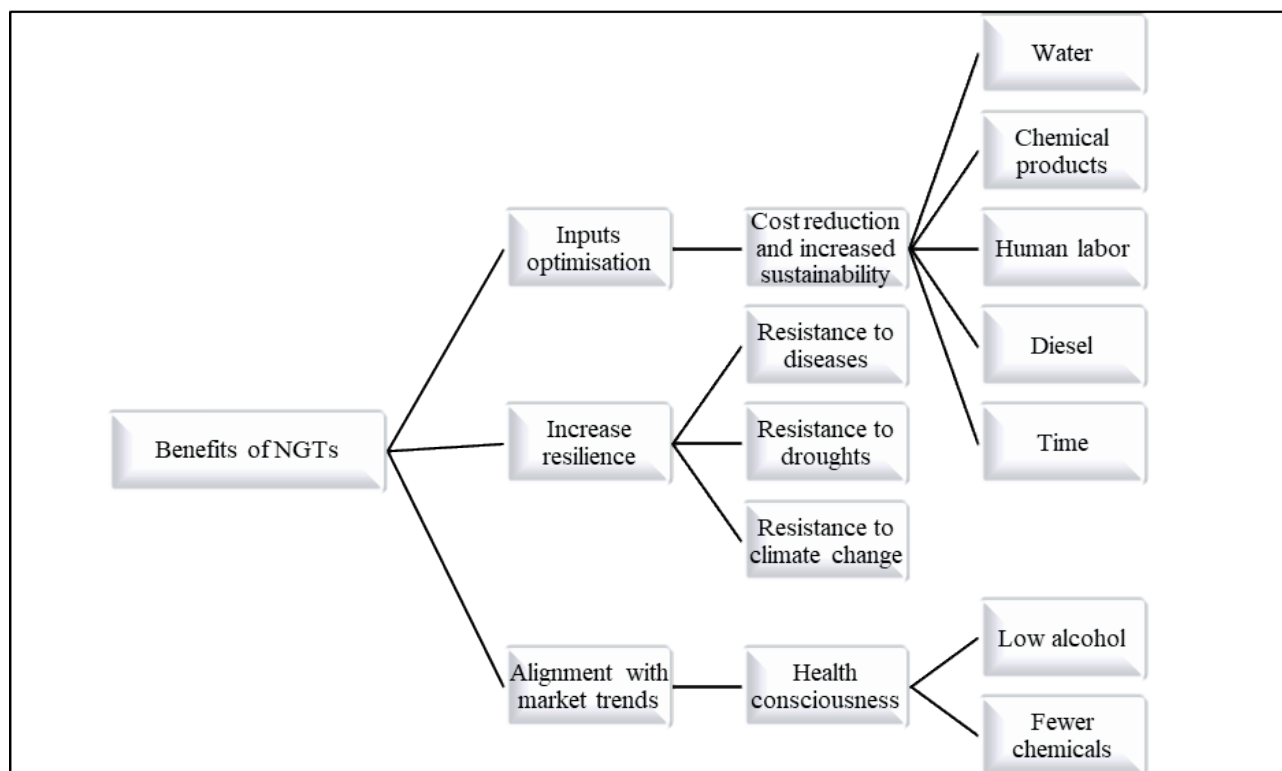 Benefits of NGTs
Inputs
optimisation
Cost reduction
and increased
sustainability
Water
Chemical
products
Human labor
Diesel
Time
Increase
resilience
Resistance to
diseases
Resistance to
droughts
Resistance to
climate change
Alignment with
market trends
Health
consciousness
Low alcohol
Fewer
chemicals